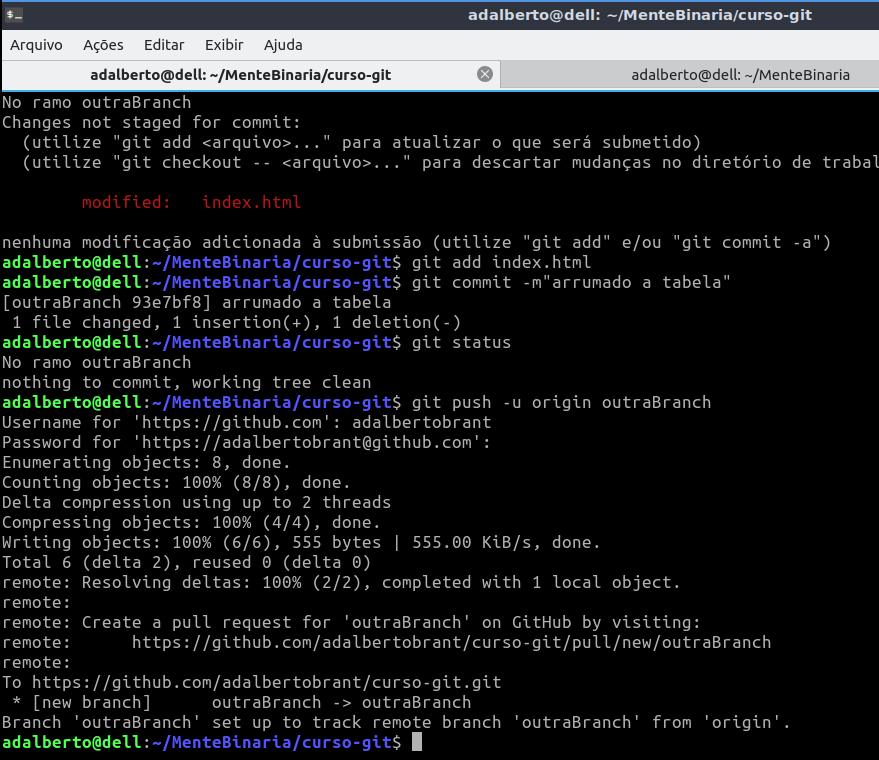 $_
adalberto@dell: ~/MenteBinaria/curso-git
Arquivo Ações Editar Exibir Ajuda
adalberto@dell: ~/MenteBinaria/curso-git
adalberto@dell: ~/MenteBinaria
No ramo outraBranch
Changes not staged for commit:
  (utilize "git add <arquivo>..." para atualizar o que será submetido)
  (utilize "git checkout -- <arquivo>..." para descartar mudanças no diretório de trabal
        modified:   index.html
nenhuma modificação adicionada à submissão (utilize "git add" e/ou "git commit -a")
adalberto@dell:~/MenteBinaria/curso-git$ git add index.html
adalberto@dell:~/MenteBinaria/curso-git$ git commit -m"arrumado a tabela"
[outraBranch 93e7bf8] arrumado a tabela
 1 file changed, 1 insertion(+), 1 deletion(-)
adalberto@dell:~/MenteBinaria/curso-git$ git status
No ramo outraBranch
nothing to commit, working tree clean
adalberto@dell:~/MenteBinaria/curso-git$ git push -u origin outraBranch
Username for 'https://github.com': adalbertobrant
Password for 'https://adalbertobrant@github.com':
Enumerating objects: 8, done.
Counting objects: 100% (8/8), done.
Delta compression using up to 2 threads
Compressing objects: 100% (4/4), done.
Writing objects: 100% (6/6), 555 bytes | 555.00 KiB/s, done.
Total 6 (delta 2), reused 0 (delta 0)
remote: Resolving deltas: 100% (2/2), completed with 1 local object.
remote:
remote: Create a pull request for 'outraBranch' on GitHub by visiting:
remote:      https://github.com/adalbertobrant/curso-git/pull/new/outraBranch
remote:
To https://github.com/adalbertobrant/curso-git.git
 * [new branch]      outraBranch -> outraBranch
Branch 'outraBranch' set up to track remote branch 'outraBranch' from 'origin'.
adalberto@dell:~/MenteBinaria/curso-git$